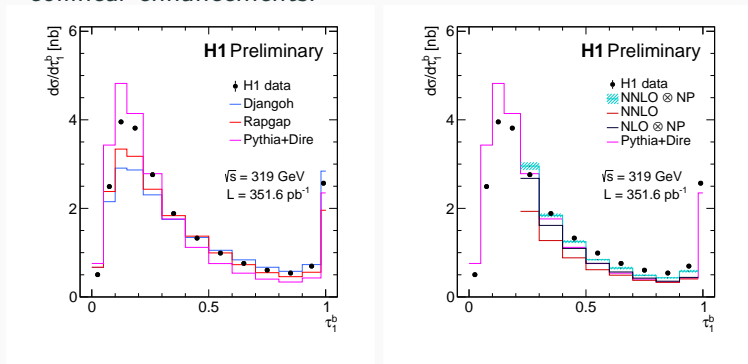 collinear enhancements.
H1 Preliminary
dσ/dτ₁ᵇ [nb]
6
4
2
0
H1 data
Djangoh
Rapgap
Pythia+Dire
√s = 319 GeV
L = 351.6 pb⁻¹
0 0.5 1
τ₁ᵇ
H1 Preliminary
dσ/dτ₁ᵇ [nb]
6
4
2
0
H1 data
NNLO ⊗ NP
NNLO
NLO ⊗ NP
Pythia+Dire
√s = 319 GeV
L = 351.6 pb⁻¹
0 0.5 1
τ₁ᵇ